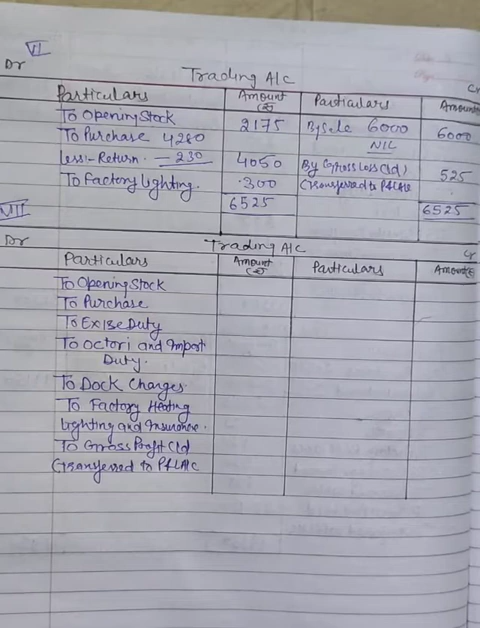 VI
Dr
Trading A/c
Cr
Particulars Amount (₹) Particulars Amount
To Opening Stock 2175 By Sale 6000 6000
To Purchase 4280 NIL
Less:- Return. — 230 4050 By Gross Loss C/d) 525
To Factory Lighting. 300 (Transferred to P&L A/c
6525 6525
VII
Dr Trading A/c Cr
Particulars Amount (₹) Particulars Amount(₹)
To Opening Stock
To Purchase
To Exise Duty
To Octori and Import
Duty.
To Dock Charges
To Factory Heating
Lighting and Insurance.
To Gross Profit C/d
(Transferred to P&L A/c